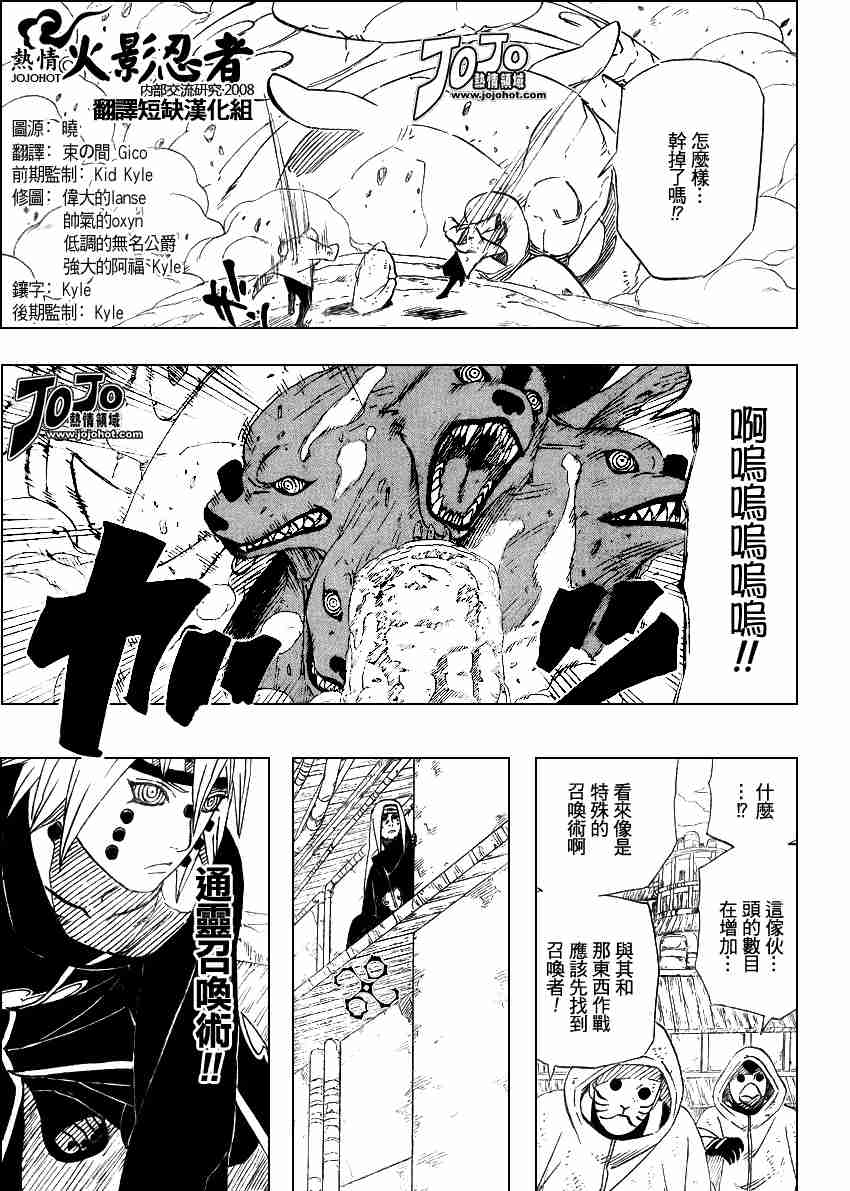 熱情©
JOJOHOT
火影忍者
内部交流研究·2008
翻譯短缺漢化組
圖源：曉
翻譯：束の間 Gico
前期監制：Kid Kyle
修圖：偉大的lanse
帥氣的oxyn
低調的無名公爵
強大的阿福 Kyle
鑲字：Kyle
後期監制：Kyle
JOJO
熱情領域
www.jojohot.com
怎麼樣…
幹掉了嗎!?
JOJO
熱情領域
www.jojohot.com
啊嗚嗚嗚嗚嗚!!
什麼
…!?
這傢伙…
頭的數目
在增加…
看來像是
特殊的
召喚術啊
與其和
那東西作戰
應該先找到
召喚者！
通靈召喚術!!